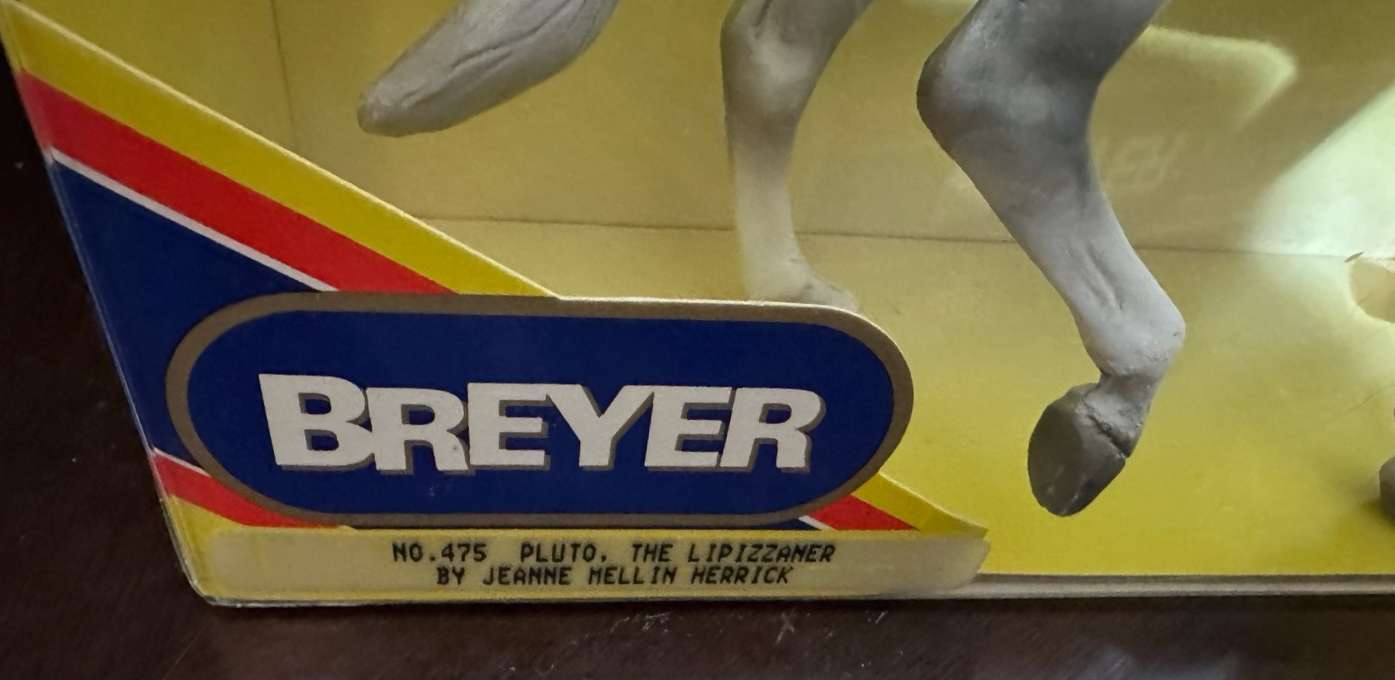 BREYER
NO.475 PLUTO. THE LIPIZZANER
BY JEANNE MELLIN HERRICK